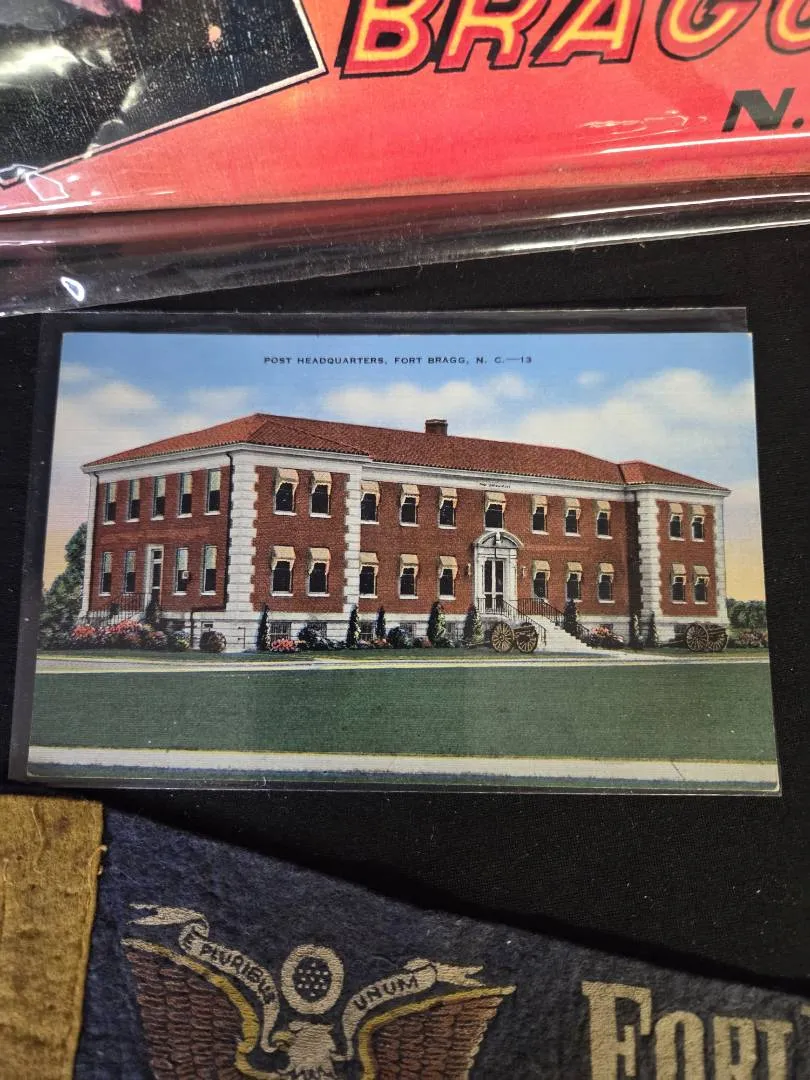 BRAGG
N.
POST HEADQUARTERS, FORT BRAGG, N. C.—13
E PLURIBUS
UNUM
FORT